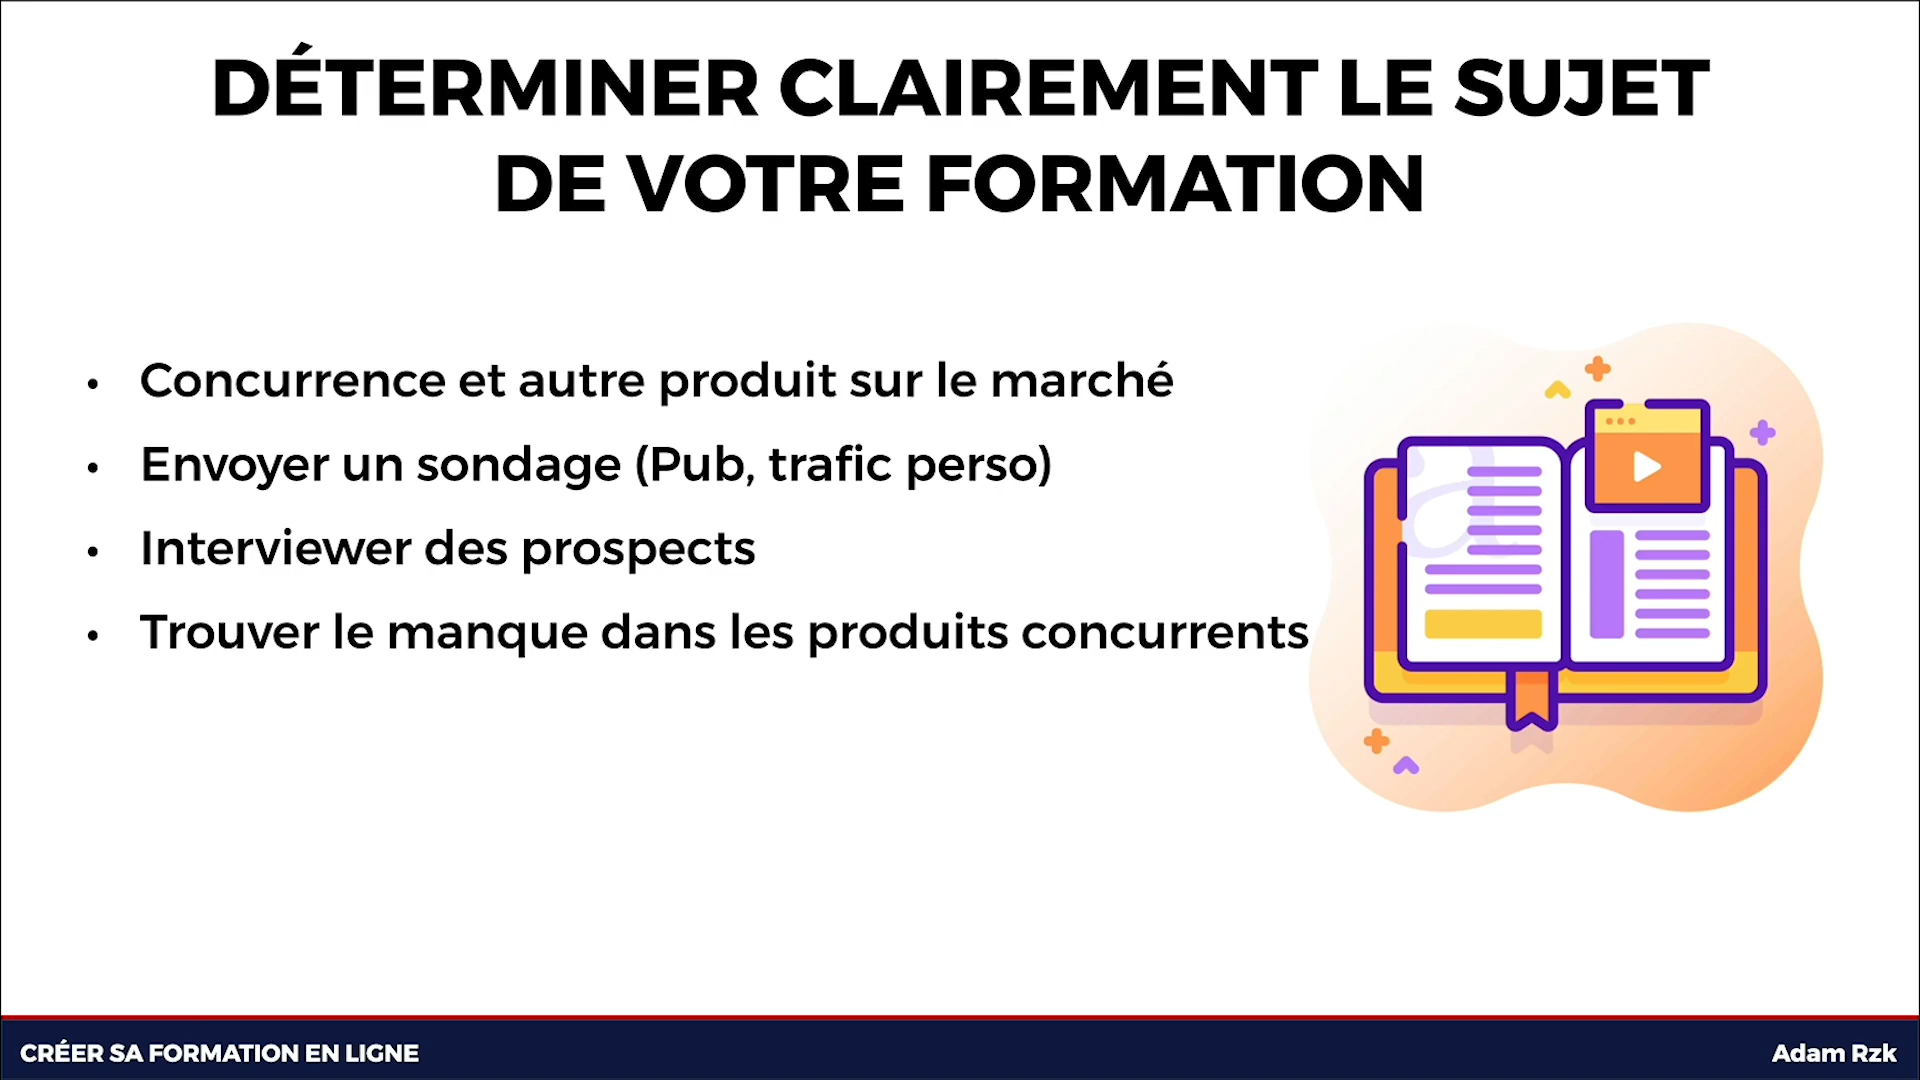 DÉTERMINER CLAIREMENT LE SUJET
DE VOTRE FORMATION
• Concurrence et autre produit sur le marché
• Envoyer un sondage (Pub, trafic perso)
• Interviewer des prospects
• Trouver le manque dans les produits concurrents
CRÉER SA FORMATION EN LIGNE
Adam Rzk